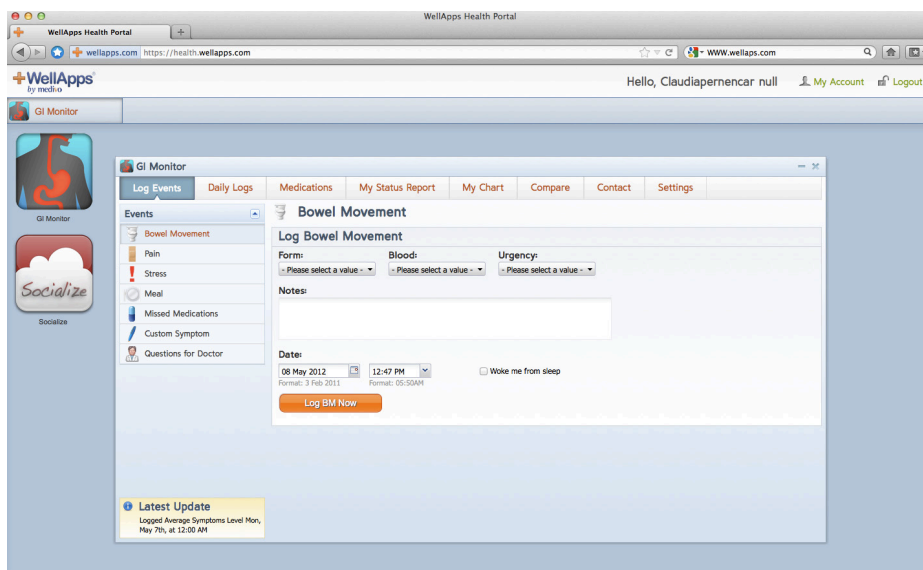 WellApps Health Portal
WellApps Health Portal
wellapps.com https://health.wellapps.com
www.wellaps.com
WellApps
by medivo
Hello, Claudiapernencar null My Account Logout
GI Monitor
GI Monitor
Socialize
Socialize
GI Monitor
Log Events Daily Logs Medications My Status Report My Chart Compare Contact Settings
Events
Bowel Movement
Pain
Stress
Meal
Missed Medications
Custom Symptom
Questions for Doctor
Bowel Movement
Log Bowel Movement
Form: Blood: Urgency:
- Please select a value - - Please select a value - - Please select a value -
Notes:
Date:
08 May 2012 12:47 PM Woke me from sleep
Format: 3 Feb 2011 Format: 05:50AM
Log BM Now
Latest Update
Logged Average Symptoms Level Mon,
May 7th, at 12:00 AM